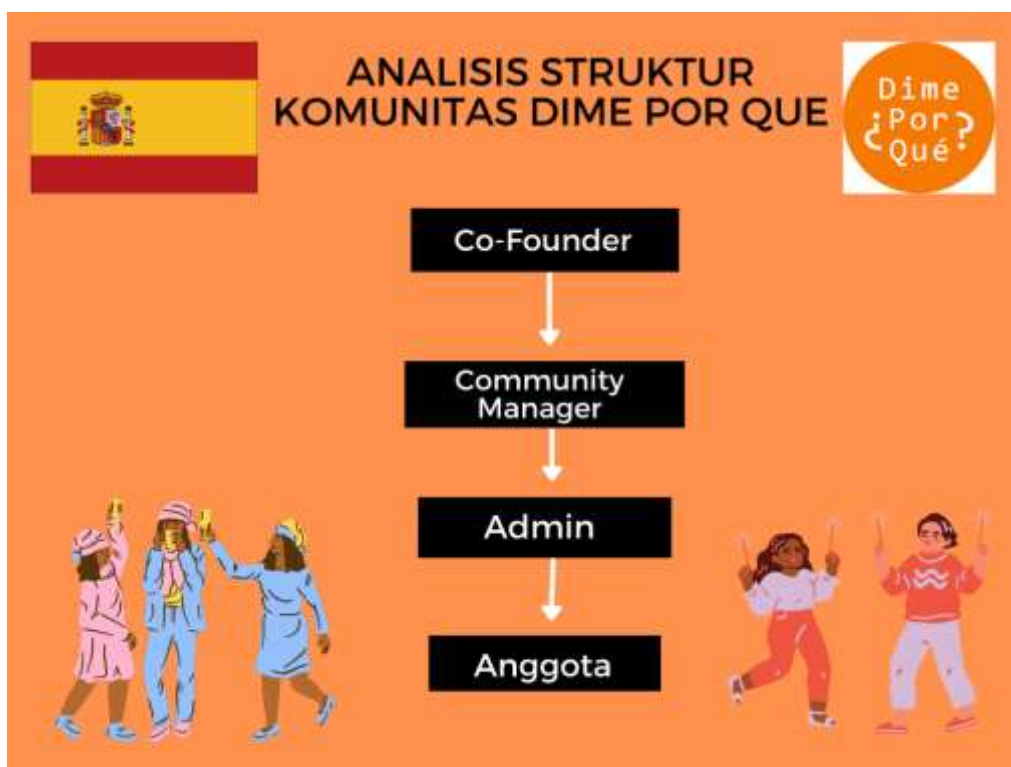 ANALISIS STRUKTUR
KOMUNITAS DIME POR QUE
Dime
¿Por?
Qué
Co-Founder
Community
Manager
Admin
Anggota